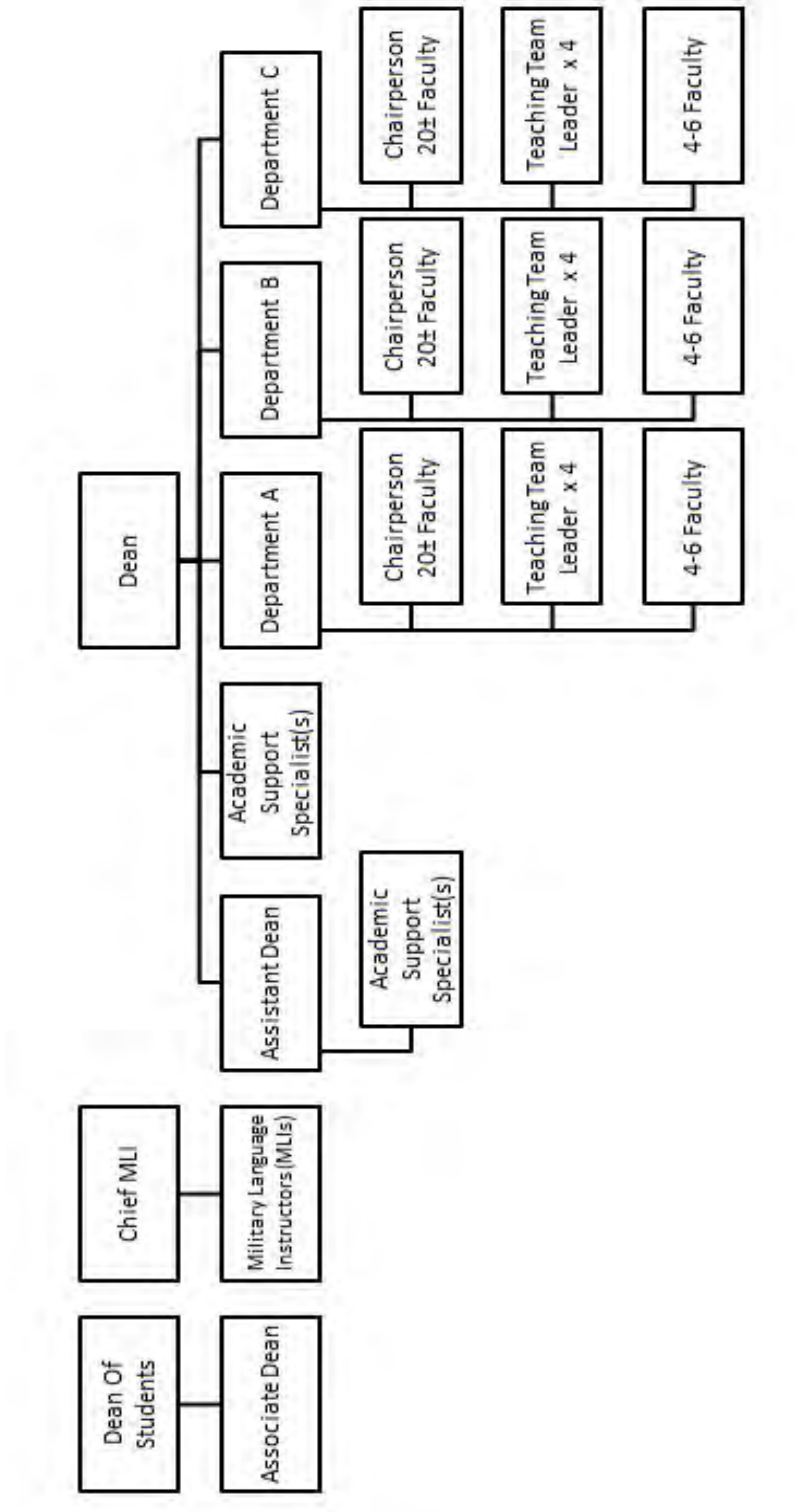 Dean Of
Students
Chief MLI
Dean
Associate Dean
Military Language
Instructors(MLIs)
Assistant Dean
Academic
Support
Specialist(s)
Department A
Department B
Department C
Academic
Support
Specialist(s)
Chairperson
20± Faculty
Chairperson
20± Faculty
Chairperson
20± Faculty
Teaching Team
Leader x 4
Teaching Team
Leader x 4
Teaching Team
Leader x 4
4-6 Faculty
4-6 Faculty
4-6 Faculty